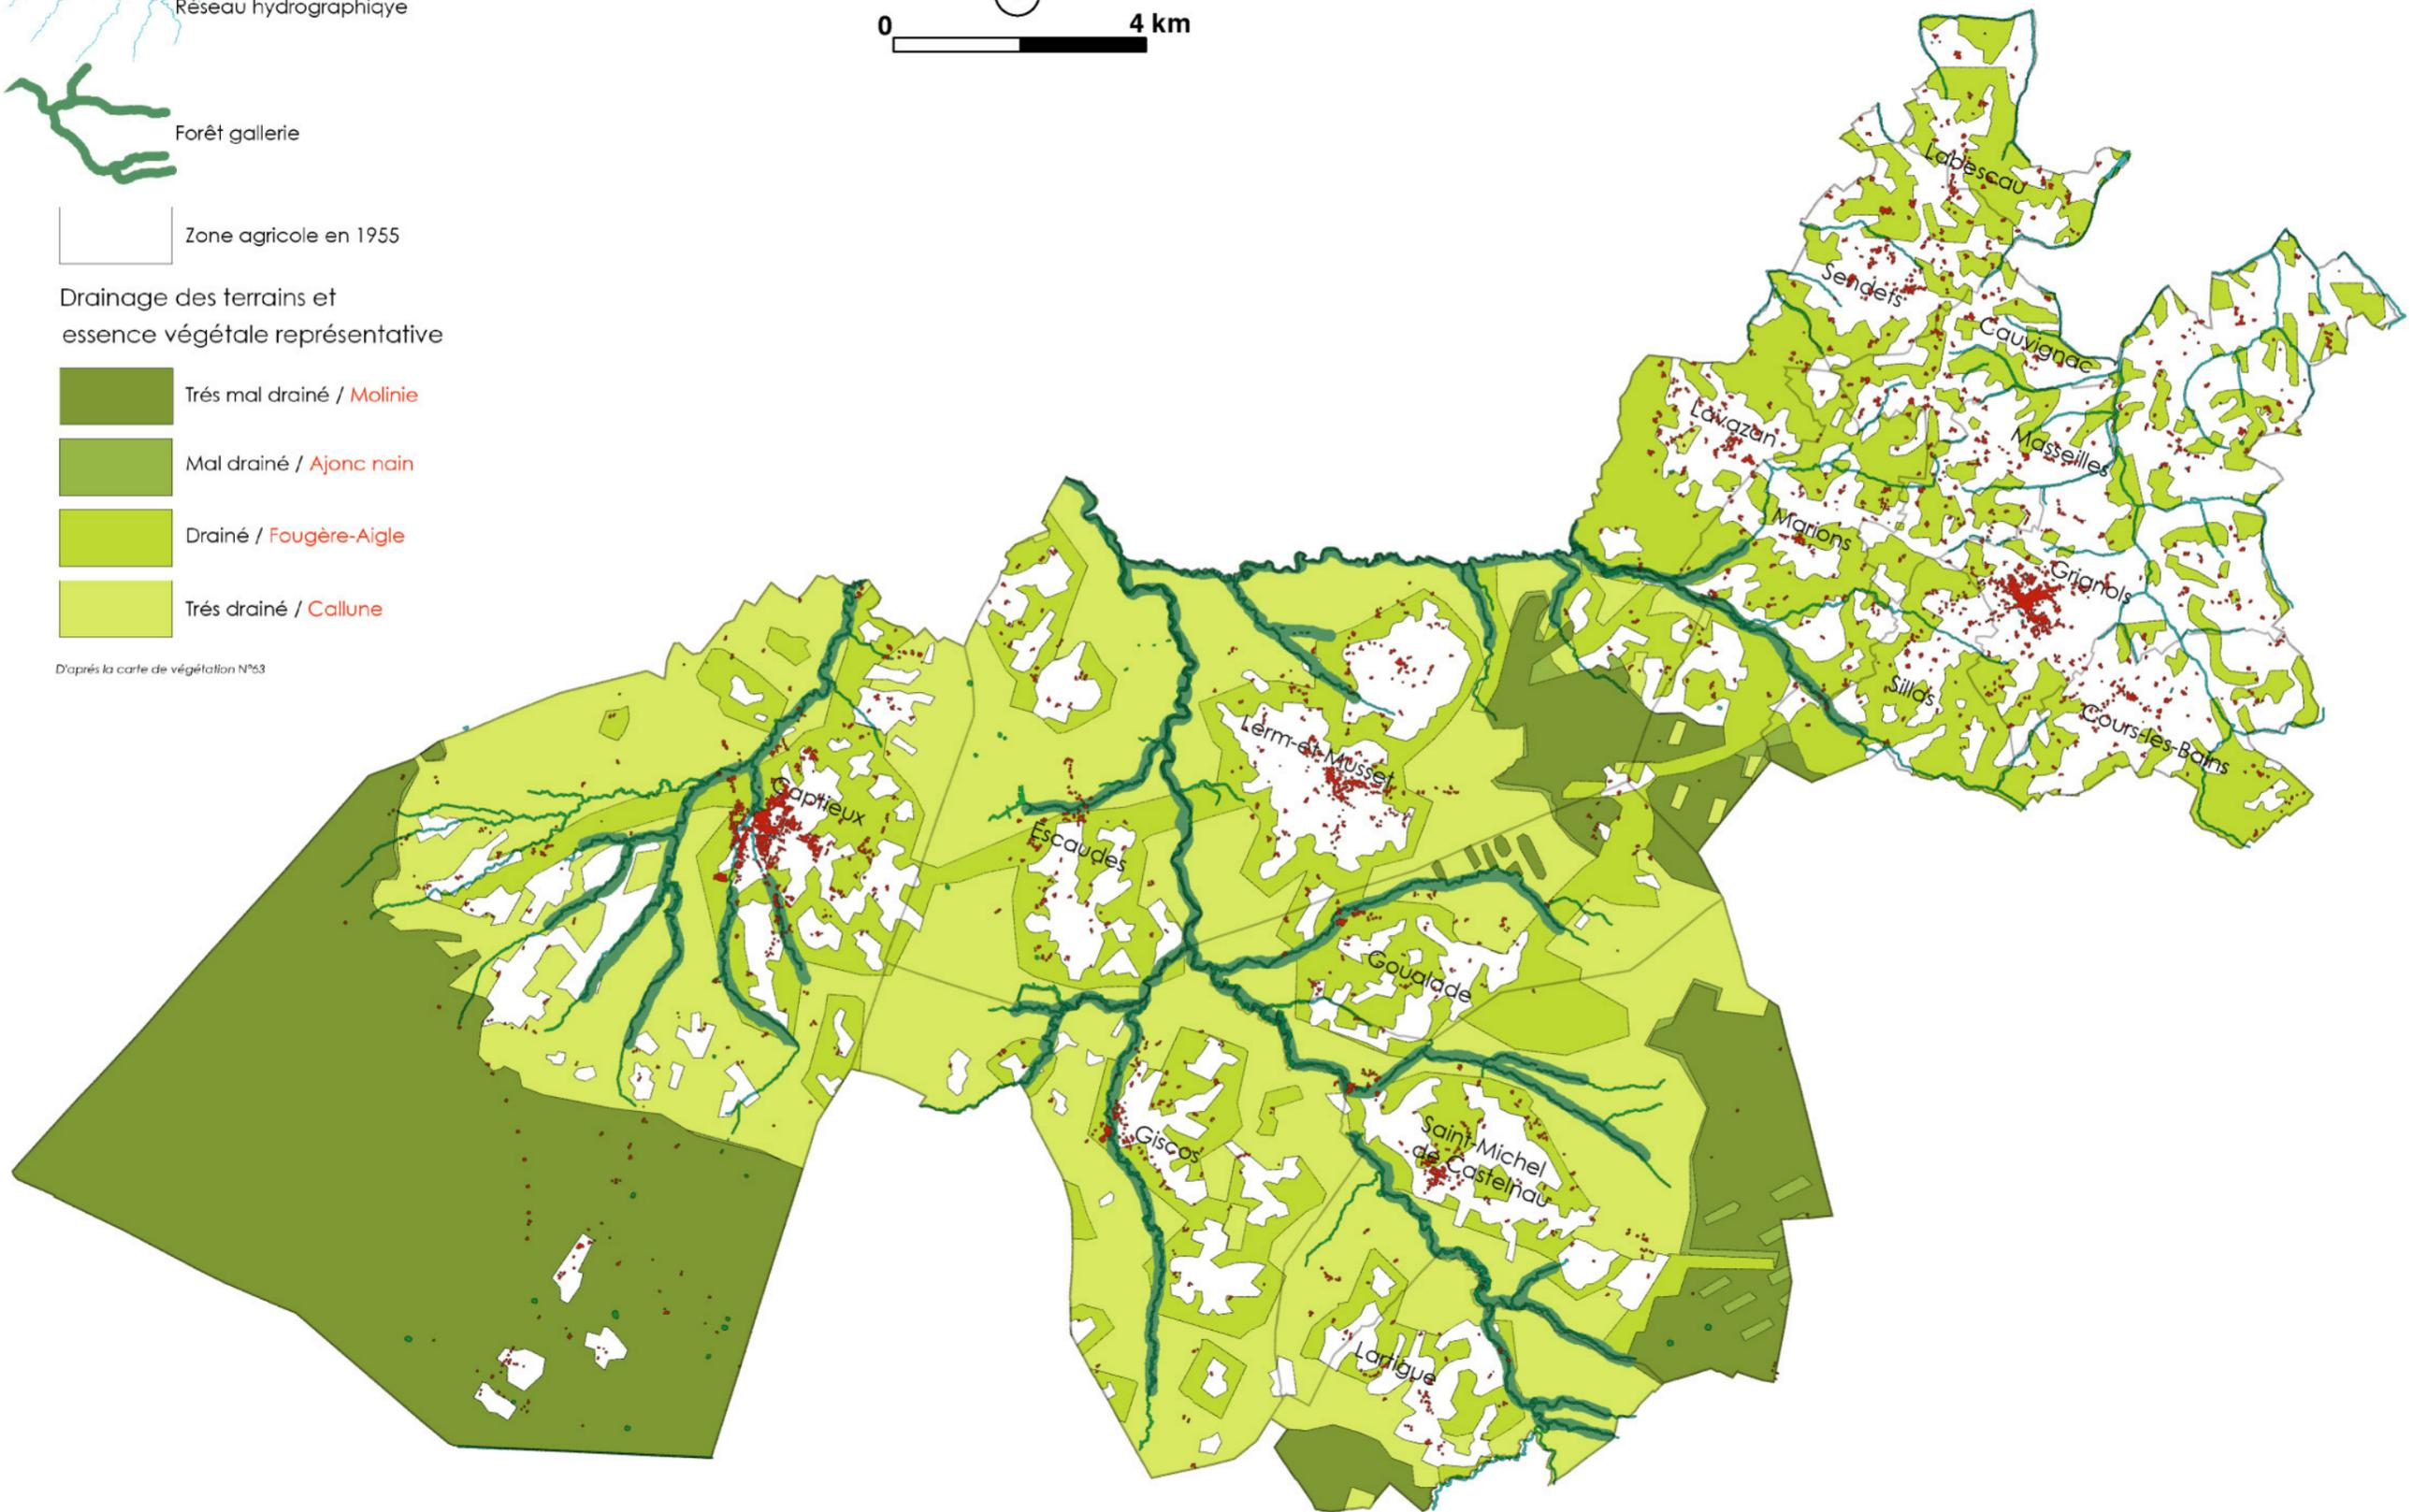 Réseau hydrographiqye
0 4 km
Forêt gallerie
Zone agricole en 1955
Drainage des terrains et
essence végétale représentative
Trés mal drainé / Molinie
Mal drainé / Ajonc nain
Drainé / Fougère-Aigle
Trés drainé / Callune
D'aprés la carte de végétation N°63
Labescau
Sendets
Cauvignac
Lavazan
Masseilles
Marions
Grignols
Sillas
Cours-les-Bains
Lerm-et-Musset
Captieux
Escaudes
Goualade
Giscos
Saint-Michel
de Castelnau
Lartigue